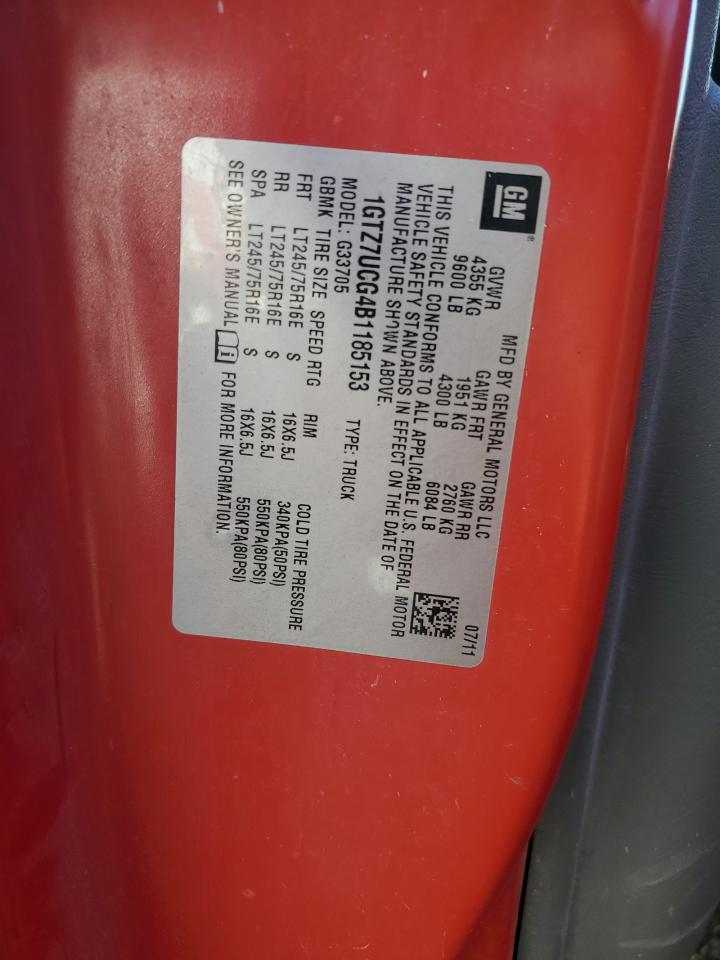 GM®
MFD BY GENERAL MOTORS LLC 07/11
GVWR GAWR FRT GAWR RR
4355 KG 1951 KG 2760 KG
9600 LB 4300 LB 6084 LB
THIS VEHICLE CONFORMS TO ALL APPLICABLE U.S. FEDERAL MOTOR
VEHICLE SAFETY STANDARDS IN EFFECT ON THE DATE OF
MANUFACTURE SHOWN ABOVE.
1GTZ7UCG4B1185153 TYPE: TRUCK
MODEL: G33705
GBMK TIRE SIZE SPEED RTG RIM COLD TIRE PRESSURE
FRT LT245/75R16E S 16X6.5J 340KPA(50PSI)
RR LT245/75R16E S 16X6.5J 550KPA(80PSI)
SPA LT245/75R16E S 16X6.5J 550KPA(80PSI)
SEE OWNER'S MANUAL i FOR MORE INFORMATION.